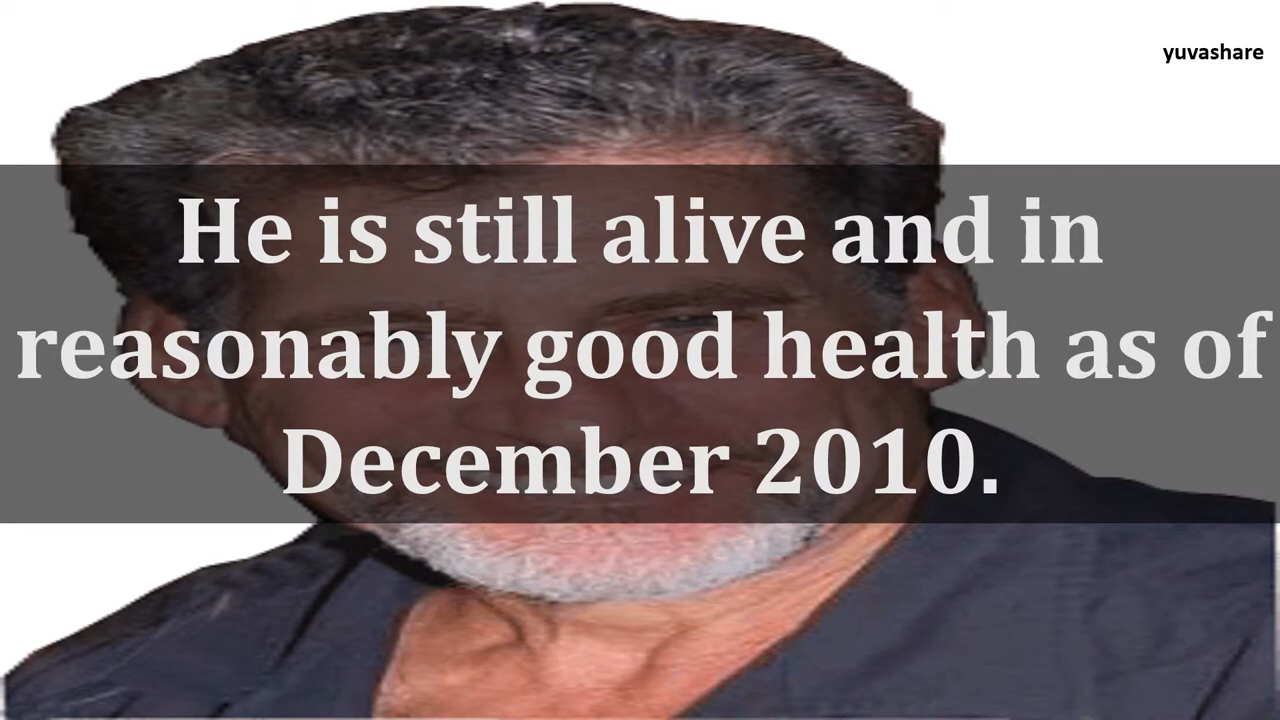 yuvashare
He is still alive and in
reasonably good health as of
December 2010.